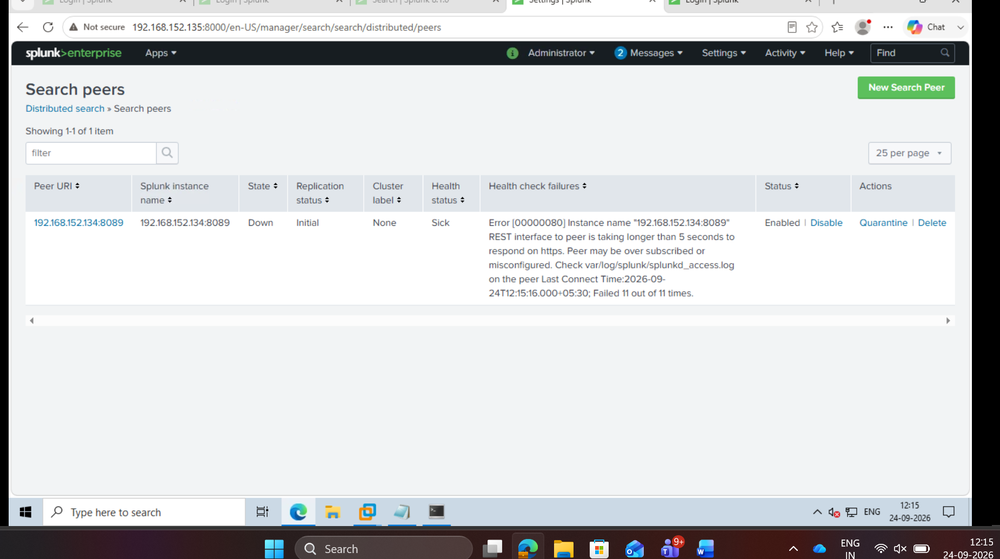 Login | Splunk
Login | Splunk
Search | Splunk 8.1.0
Settings | Splunk
Login | Splunk
Not secure 192.168.152.135:8000/en-US/manager/search/search/distributed/peers
Chat
splunk>enterprise Apps
i Administrator 2 Messages Settings Activity Help Find
Search peers
New Search Peer
Distributed search » Search peers
Showing 1-1 of 1 item
filter
25 per page
Peer URI
Splunk instance
name
State
Replication
status
Cluster
label
Health
status
Health check failures
Status
Actions
192.168.152.134:8089
192.168.152.134:8089
Down
Initial
None
Sick
Error [00000080] Instance name "192.168.152.134:8089"
REST interface to peer is taking longer than 5 seconds to
respond on https. Peer may be over subscribed or
misconfigured. Check var/log/splunk/splunkd_access.log
on the peer Last Connect Time:2026-09-
24T12:15:16.000+05:30; Failed 11 out of 11 times.
Enabled | Disable
Quarantine | Delete
Type here to search
ENG
12:15
24-09-2026
Search
9+
ENG
IN
12:15
24-09-2026